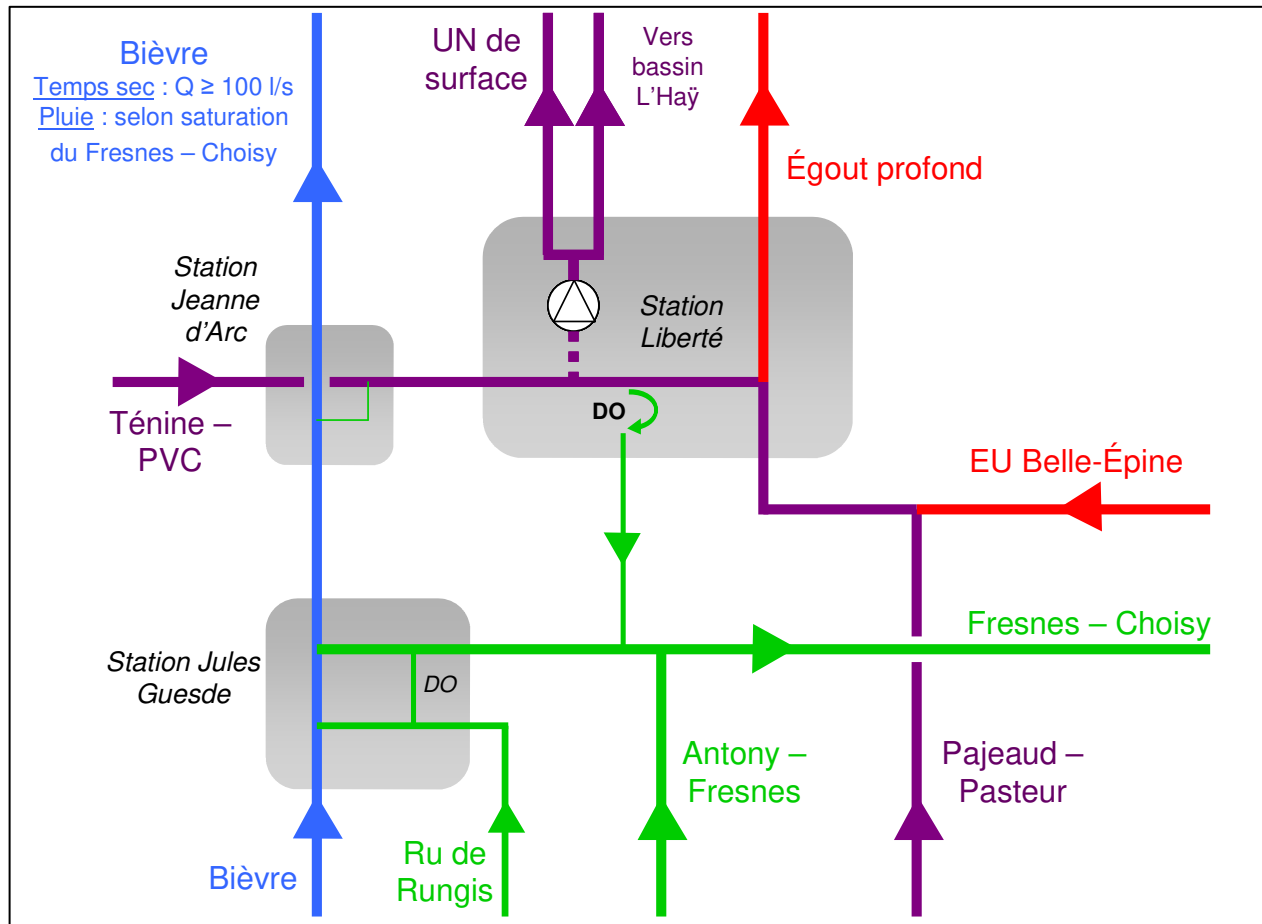 Bièvre
Temps sec : Q ≥ 100 l/s
Pluie : selon saturation
du Fresnes – Choisy
UN de
surface
Vers
bassin
L'Haÿ
Égout profond
Station
Jeanne
d'Arc
Station
Liberté
Ténine –
PVC
DO
EU Belle-Épine
Fresnes – Choisy
Station Jules
Guesde
DO
Antony –
Fresnes
Pajeaud –
Pasteur
Ru de
Rungis
Bièvre